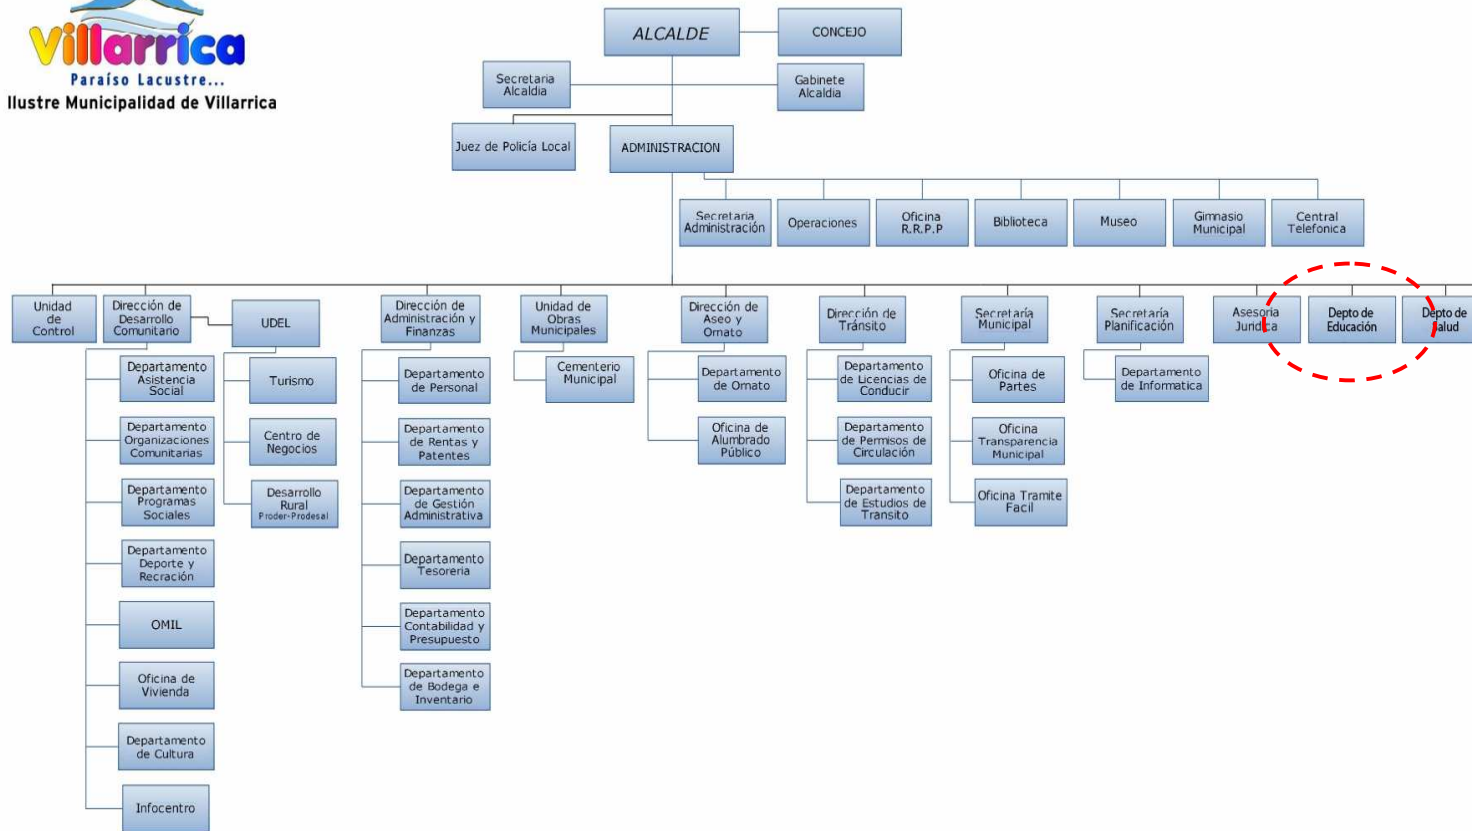 Villarrica
Paraíso Lacustre...
Ilustre Municipalidad de Villarrica
ALCALDE
CONCEJO
Secretaria
Alcaldia
Gabinete
Alcaldia
Juez de Policía Local
ADMINISTRACION
Secretaria
Administración
Operaciones
Oficina
R.R.P.P
Biblioteca
Museo
Gimnasio
Municipal
Central
Telefonica
Unidad
de
Control
Dirección de
Desarrollo
Comunitario
UDEL
Dirección de
Administración y
Finanzas
Unidad de
Obras
Municipales
Dirección de
Aseo y
Ornato
Dirección de
Tránsito
Secretaría
Municipal
Secretaría
Planificación
Asesoria
Juridica
Depto de
Educación
Depto de
Salud
Departamento
Asistencia
Social
Departamento
Organizaciones
Comunitarias
Departamento
Programas
Sociales
Departamento
Deporte y
Recración
OMIL
Oficina de
Vivienda
Departamento
de Cultura
Infocentro
Turismo
Centro de
Negocios
Desarrollo
Rural
Proder-Prodesal
Departamento
de Personal
Departamento
de Rentas y
Patentes
Departamento
de Gestión
Administrativa
Departamento
Tesoreria
Departamento
Contabilidad y
Presupuesto
Departamento
de Bodega e
Inventario
Cementerio
Municipal
Departamento
de Ornato
Oficina de
Alumbrado
Público
Departamento
de Licencias de
Conducir
Departamento
de Permisos de
Circulación
Departamento
de Estudios de
Transito
Oficina de
Partes
Oficina
Transparencia
Municipal
Oficina Tramite
Facil
Departamento
de Informatica